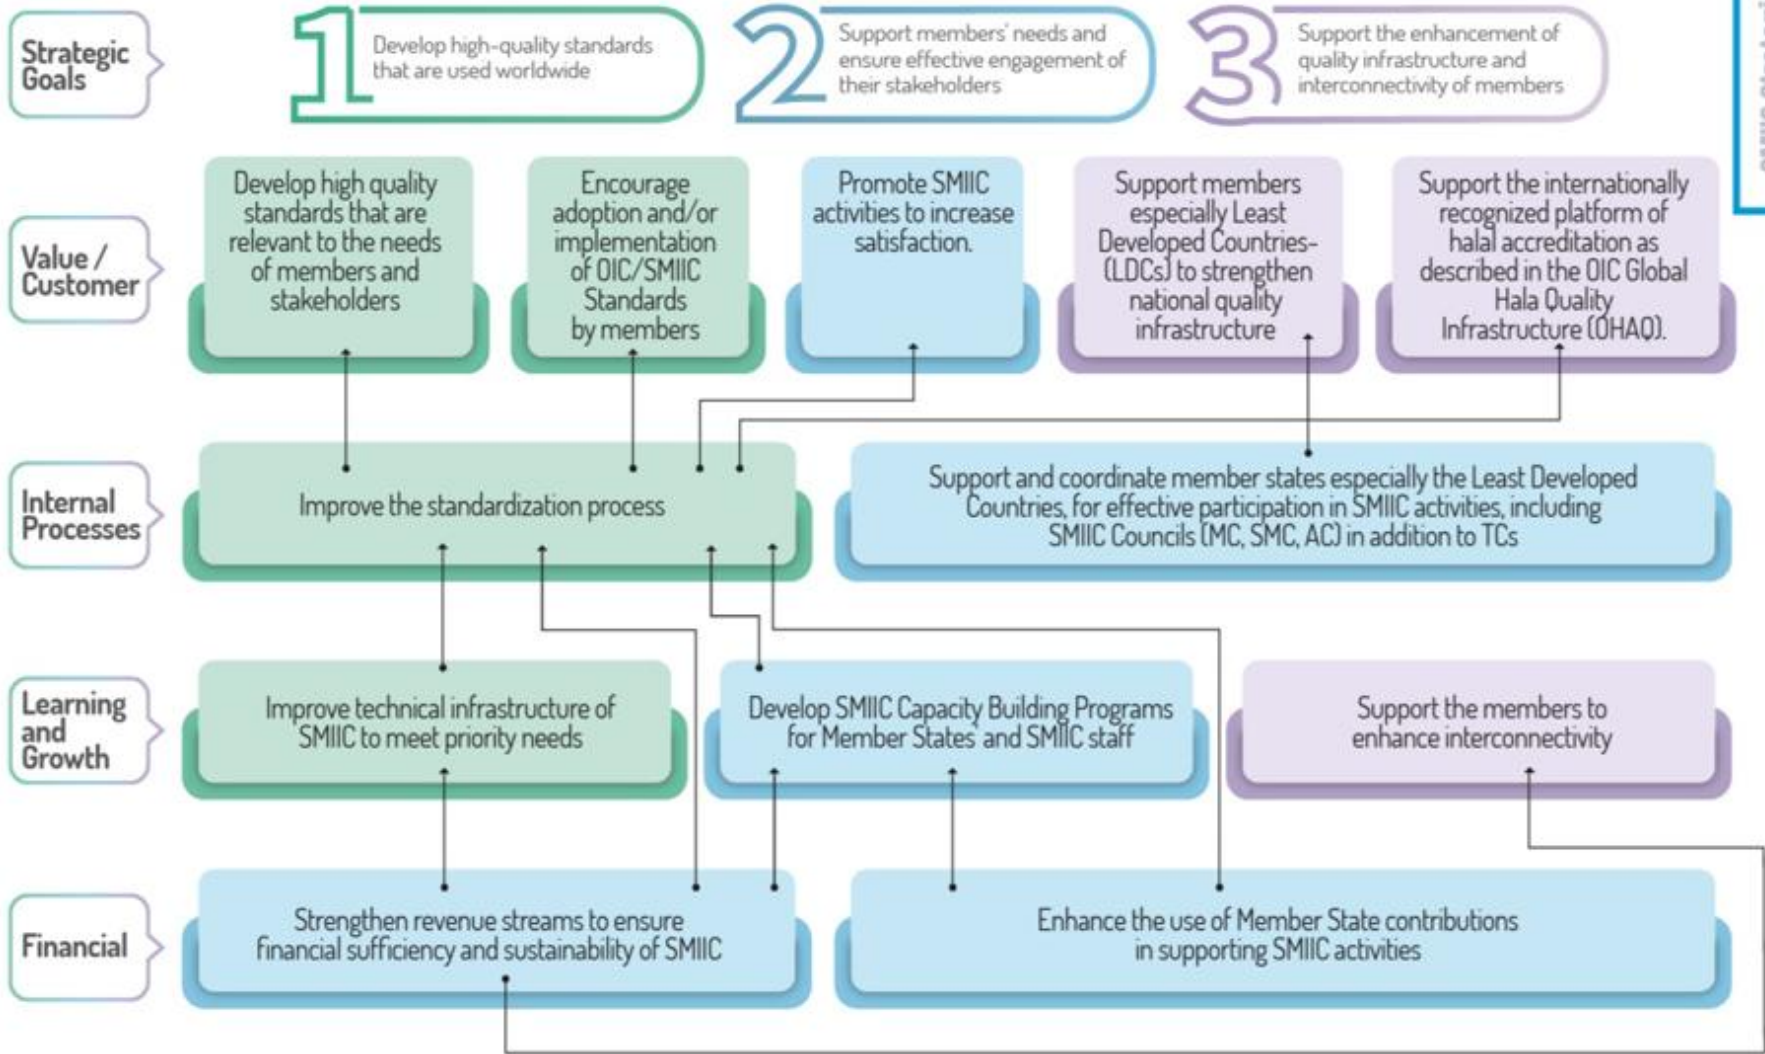 Strategic
Goals
1
Develop high-quality standards
that are used worldwide
2
Support members' needs and
ensure effective engagement of
their stakeholders
3
Support the enhancement of
quality infrastructure and
interconnectivity of members
Value /
Customer
Develop high quality
standards that are
relevant to the needs
of members and
stakeholders
Encourage
adoption and/or
implementation
of OIC/SMIIC
Standards
by members
Promote SMIIC
activities to increase
satisfaction.
Support members
especially Least
Developed Countries-
(LDCs) to strengthen
national quality
infrastructure
Support the internationally
recognized platform of
halal accreditation as
described in the OIC Global
Hala Quality
Infrastructure (OHAQ).
Internal
Processes
Improve the standardization process
Support and coordinate member states especially the Least Developed
Countries, for effective participation in SMIIC activities, including
SMIIC Councils (MC, SMC, AC) in addition to TCs
Learning
and
Growth
Improve technical infrastructure of
SMIIC to meet priority needs
Develop SMIIC Capacity Building Programs
for Member States' and SMIIC staff
Support the members to
enhance interconnectivity
Financial
Strengthen revenue streams to ensure
financial sufficiency and sustainability of SMIIC
Enhance the use of Member State contributions
in supporting SMIIC activities